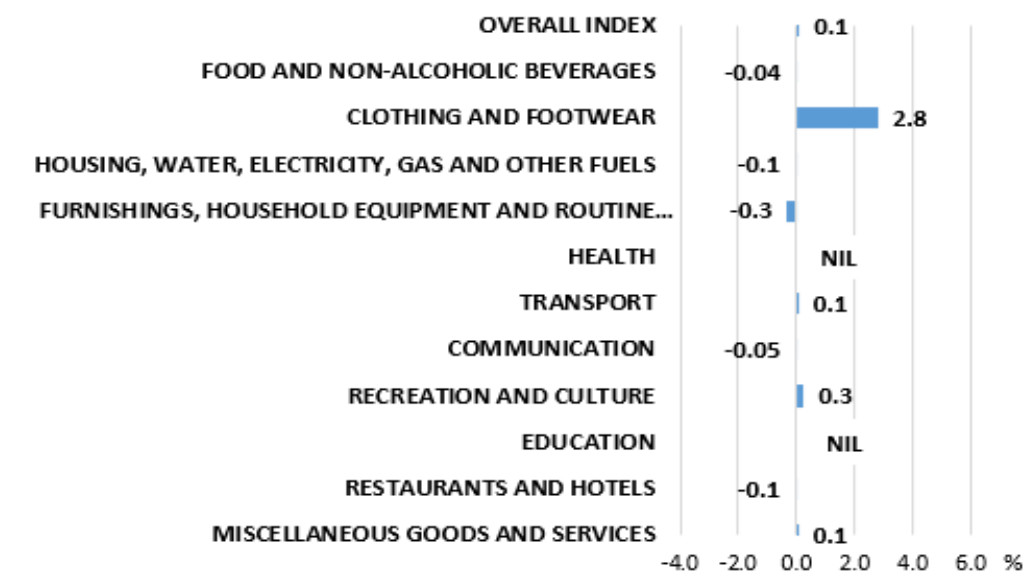 OVERALL INDEX 0.1
FOOD AND NON-ALCOHOLIC BEVERAGES -0.04
CLOTHING AND FOOTWEAR 2.8
HOUSING, WATER, ELECTRICITY, GAS AND OTHER FUELS -0.1
FURNISHINGS, HOUSEHOLD EQUIPMENT AND ROUTINE... -0.3
HEALTH NIL
TRANSPORT 0.1
COMMUNICATION -0.05
RECREATION AND CULTURE 0.3
EDUCATION NIL
RESTAURANTS AND HOTELS -0.1
MISCELLANEOUS GOODS AND SERVICES 0.1
-4.0 -2.0 0.0 2.0 4.0 6.0 %